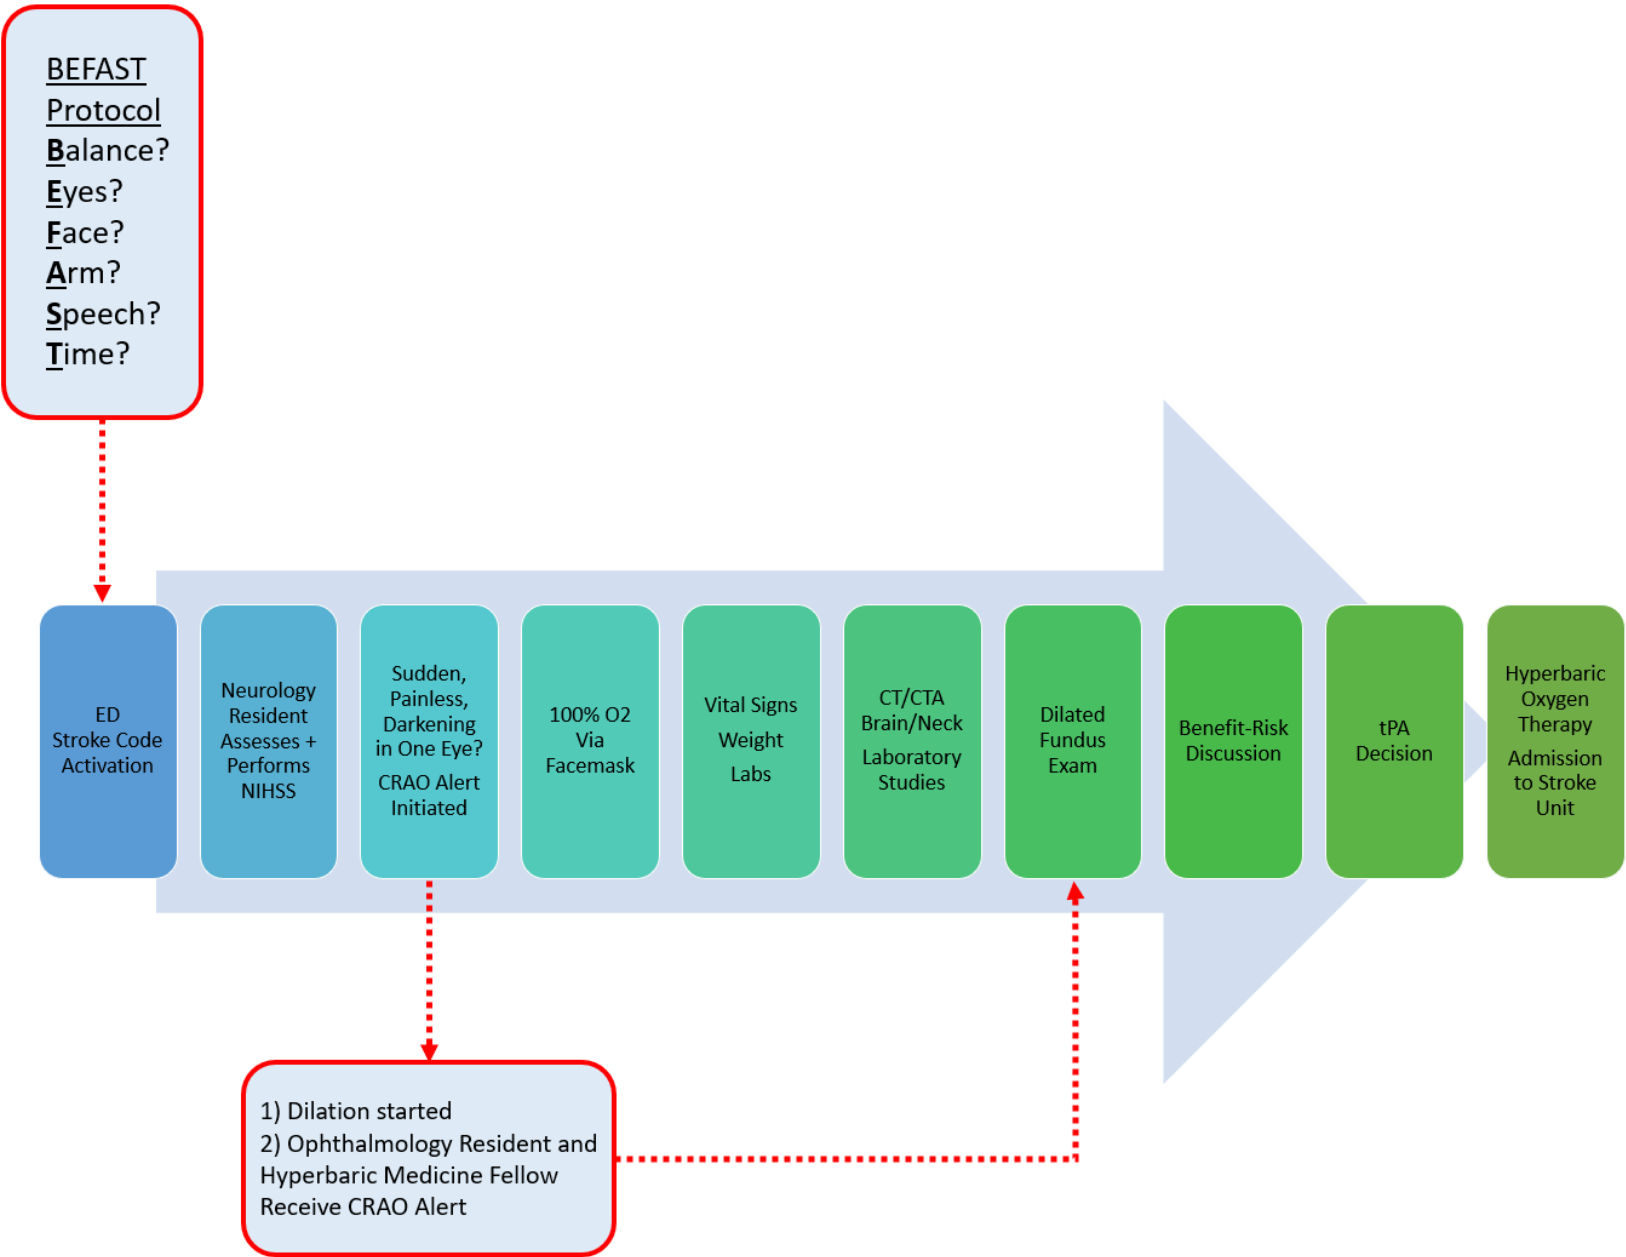 BEFAST
Protocol
Balance?
Eyes?
Face?
Arm?
Speech?
Time?
ED
Stroke Code
Activation
Neurology
Resident
Assesses +
Performs
NIHSS
Sudden,
Painless,
Darkening
in One Eye?
CRAO Alert
Initiated
100% O2
Via
Facemask
Vital Signs
Weight
Labs
CT/CTA
Brain/Neck
Laboratory
Studies
Dilated
Fundus
Exam
Benefit-Risk
Discussion
tPA
Decision
Hyperbaric
Oxygen
Therapy
Admission
to Stroke
Unit
1) Dilation started
2) Ophthalmology Resident and
Hyperbaric Medicine Fellow
Receive CRAO Alert